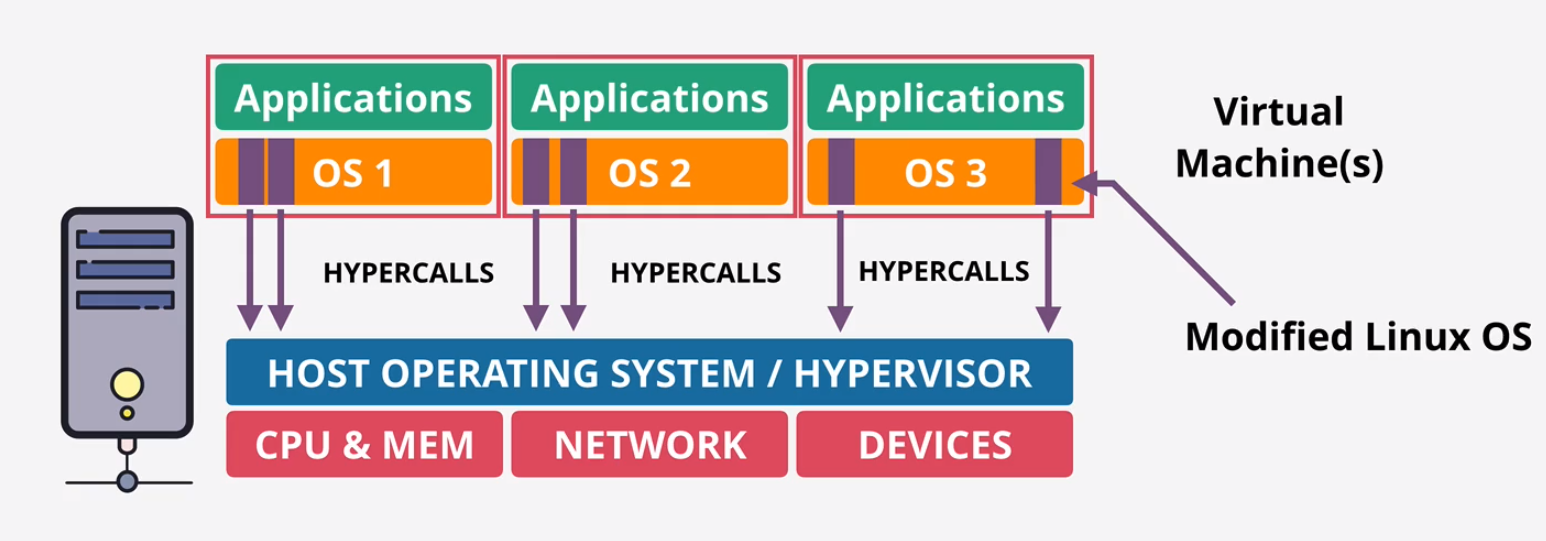 Applications
Applications
Applications
Virtual
Machine(s)
OS 1
OS 2
OS 3
HYPERCALLS
HYPERCALLS
HYPERCALLS
Modified Linux OS
HOST OPERATING SYSTEM / HYPERVISOR
CPU & MEM
NETWORK
DEVICES